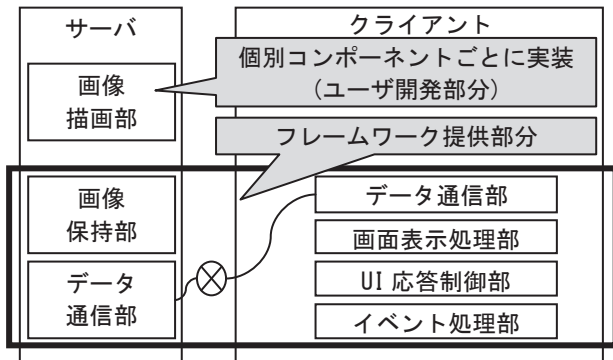 サーバ
クライアント
個別コンポーネントごとに実装
（ユーザ開発部分）
画像
描画部
フレームワーク提供部分
画像
保持部
データ
通信部
データ通信部
画面表示処理部
UI 応答制御部
イベント処理部